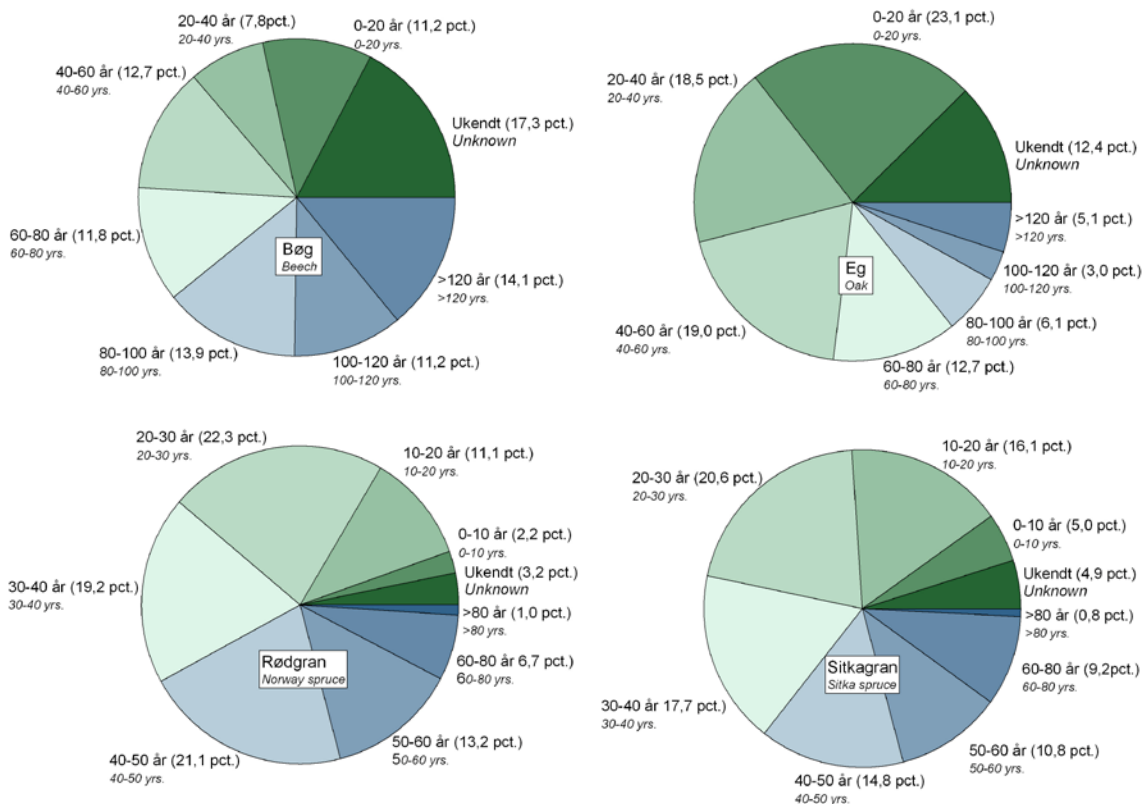 20-40 år (7,8pct.)
20-40 yrs.
0-20 år (11,2 pct.)
0-20 yrs.
40-60 år (12,7 pct.)
40-60 yrs.
Ukendt (17,3 pct.)
Unknown
60-80 år (11,8 pct.)
60-80 yrs.
Bøg
Beech
>120 år (14,1 pct.)
>120 yrs.
80-100 år (13,9 pct.)
80-100 yrs.
100-120 år (11,2 pct.)
100-120 yrs.
0-20 år (23,1 pct.)
0-20 yrs.
20-40 år (18,5 pct.)
20-40 yrs.
Ukendt (12,4 pct.)
Unknown
>120 år (5,1 pct.)
>120 yrs.
Eg
Oak
100-120 år (3,0 pct.)
100-120 yrs.
40-60 år (19,0 pct.)
40-60 yrs.
80-100 år (6,1 pct.)
80-100 yrs.
60-80 år (12,7 pct.)
60-80 yrs.
20-30 år (22,3 pct.)
20-30 yrs.
10-20 år (11,1 pct.)
10-20 yrs.
0-10 år (2,2 pct.)
0-10 yrs.
Ukendt (3,2 pct.)
Unknown
30-40 år (19,2 pct.)
30-40 yrs.
>80 år (1,0 pct.)
>80 yrs.
Rødgran
Norway spruce
60-80 år 6,7 pct.)
60-80 yrs.
50-60 år (13,2 pct.)
50-60 yrs.
40-50 år (21,1 pct.)
40-50 yrs.
10-20 år (16,1 pct.)
10-20 yrs.
20-30 år (20,6 pct.)
20-30 yrs.
0-10 år (5,0 pct.)
0-10 yrs.
Ukendt (4,9 pct.)
Unknown
>80 år (0,8 pct.)
>80 yrs.
Sitkagran
Sitka spruce
60-80 år (9,2pct.)
60-80 yrs.
30-40 år 17,7 pct.)
30-40 yrs.
50-60 år (10,8 pct.)
50-60 yrs.
40-50 år (14,8 pct.)
40-50 yrs.